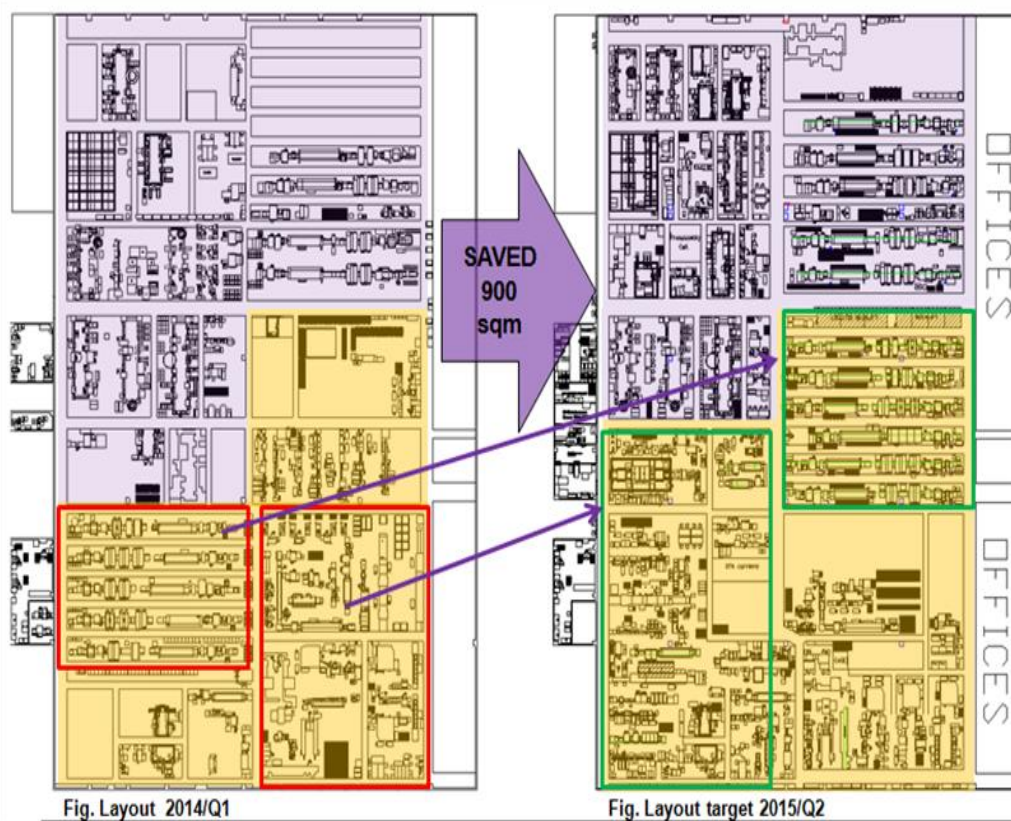 SAVED
900
sqm
OFFICES
OFFICES
Fig. Layout 2014/Q1
Fig. Layout target 2015/Q2